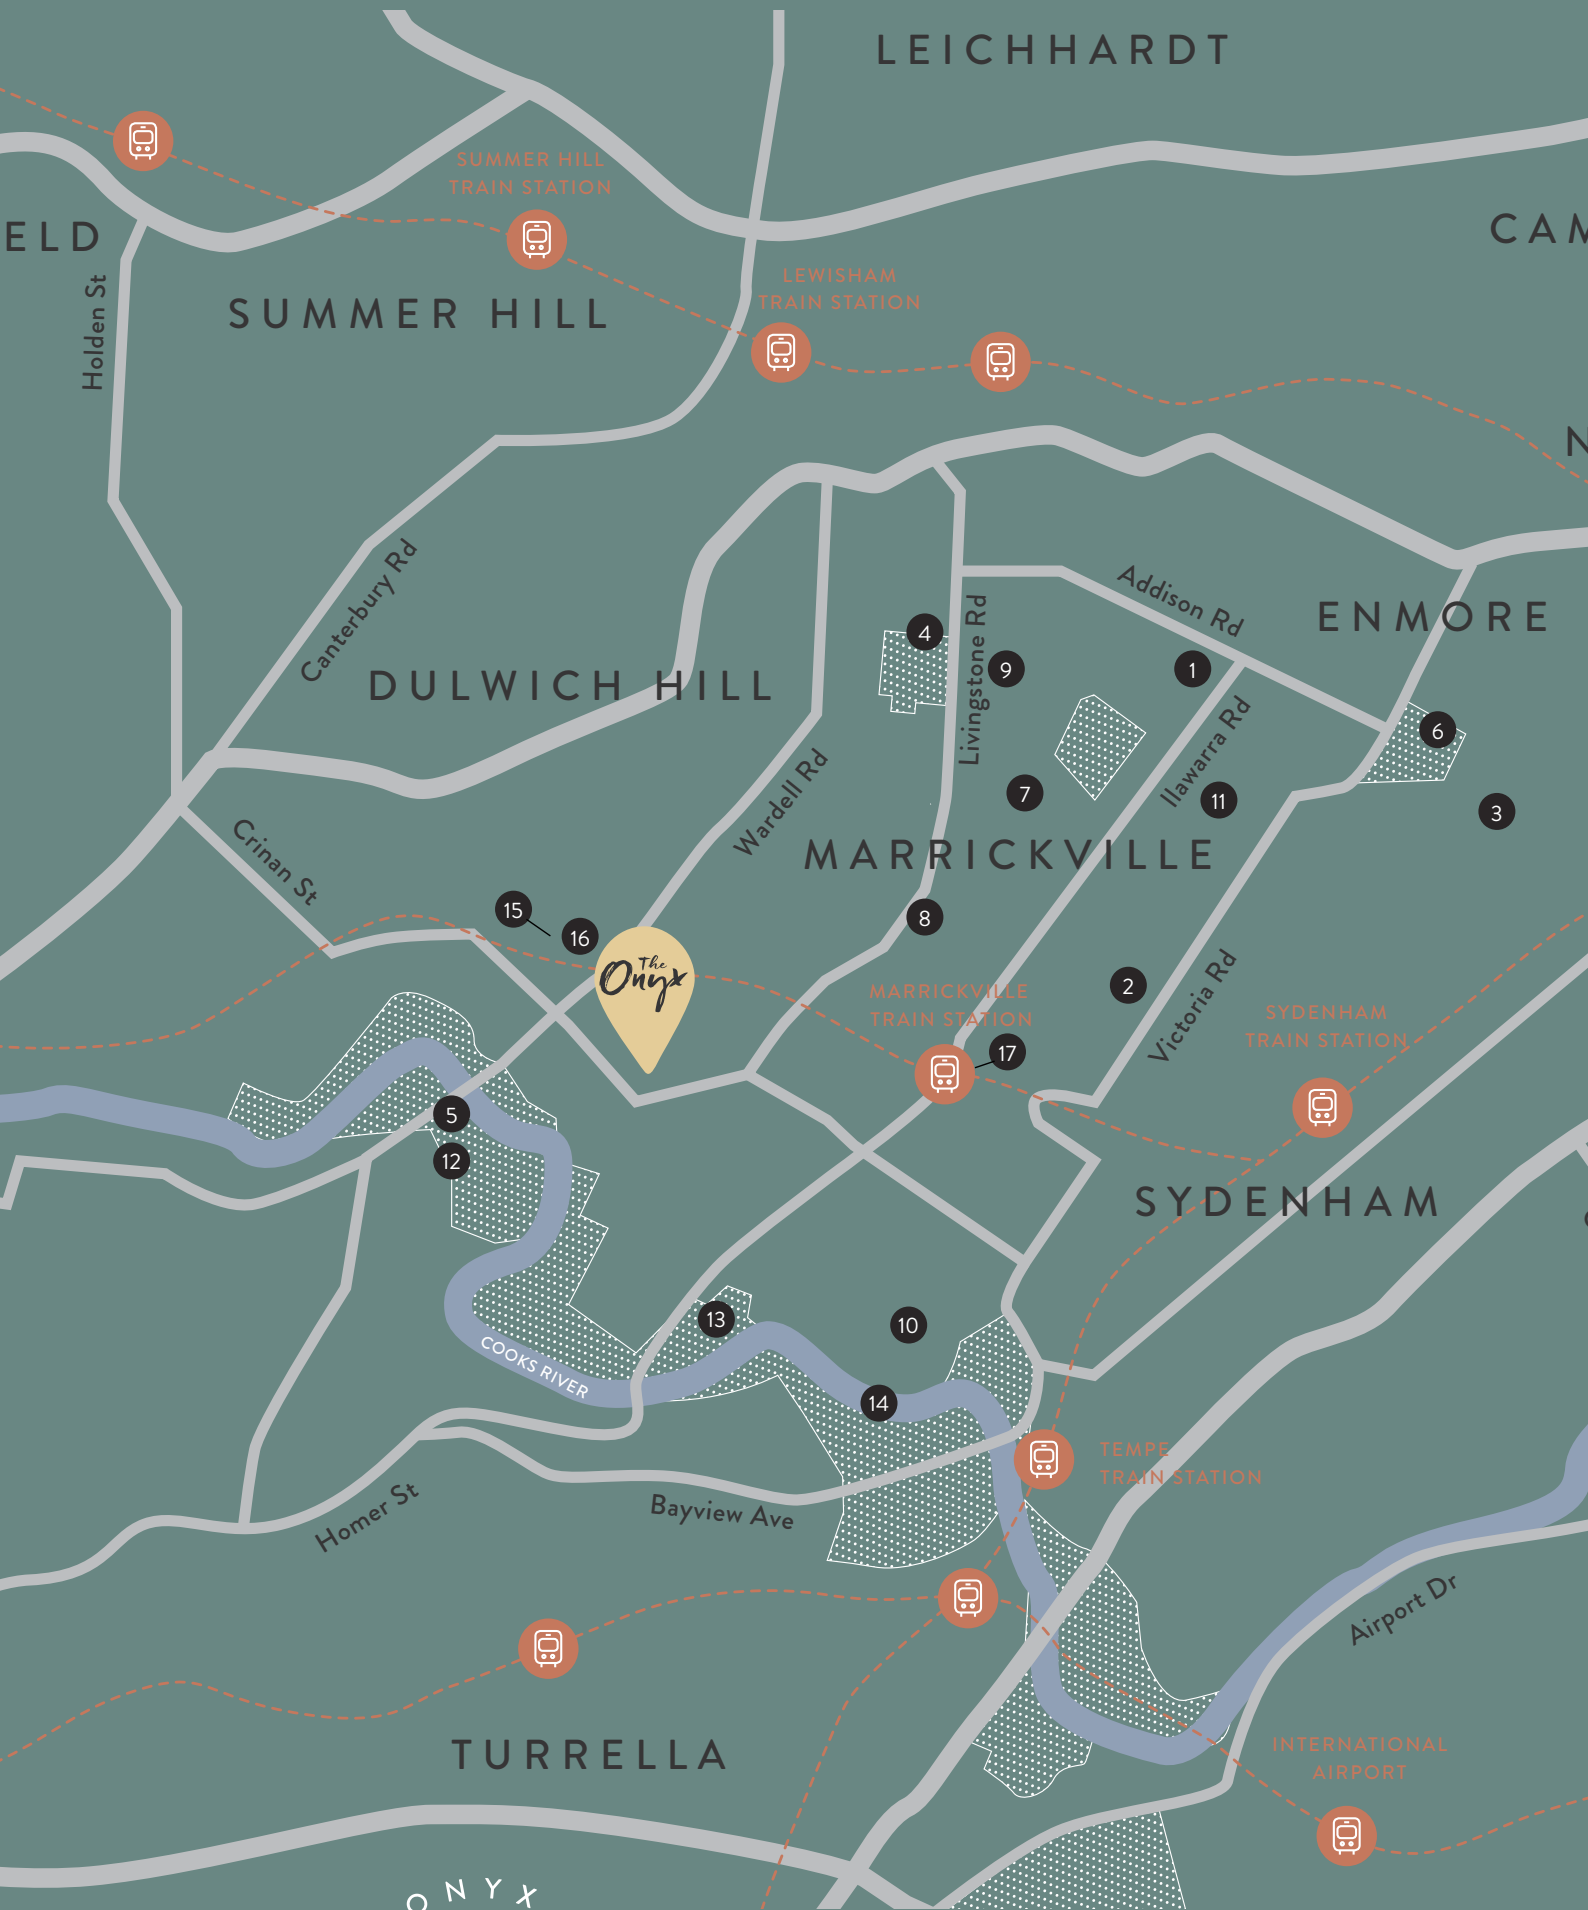 LEICHHARDT
SUMMER HILL
TRAIN STATION
CAM
ELD
LEWISHAM
TRAIN STATION
Holden St
SUMMER HILL
N
Canterbury Rd
Addison Rd
ENMORE
4
Livingstone Rd
9
1
DULWICH HILL
Illawarra Rd
6
Wardell Rd
7
11
3
Crinan St
MARRICKVILLE
15
16
8
The
Onyx
2
Victoria Rd
MARRICKVILLE
TRAIN STATION
SYDENHAM
TRAIN STATION
17
5
12
SYDENHAM
13
10
COOKS RIVER
14
TEMPE
TRAIN STATION
Homer St
Bayview Ave
Airport Dr
TURRELLA
INTERNATIONAL
AIRPORT
ONYX